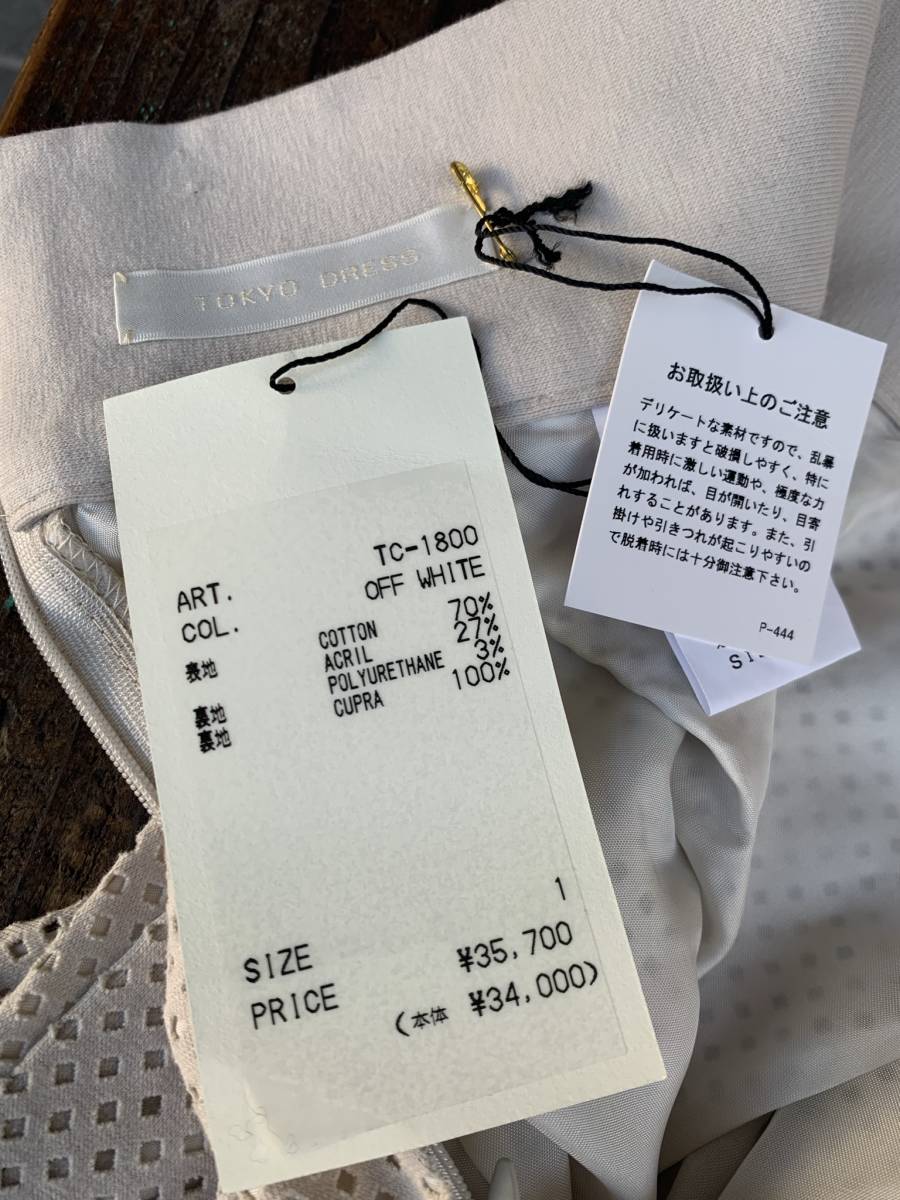 TOKYO DRESS
お取扱い上のご注意
デリケートな素材ですので、乱暴
に扱いますと破損しやすく、特に
着用時に激しい運動や、極度な力
が加われば、目が開いたり、目寄
れすることがあります。また、引
掛けや引きつれが起こりやすいの
で脱着時には十分御注意下さい。
P-444
ART. TC-1800
COL. OFF WHITE
表地 COTTON 70%
ACRIL 27%
裏地 POLYURETHANE 3%
裏地 CUPRA 100%
SIZE 1
PRICE ¥35,700
(本体 ¥34,000)